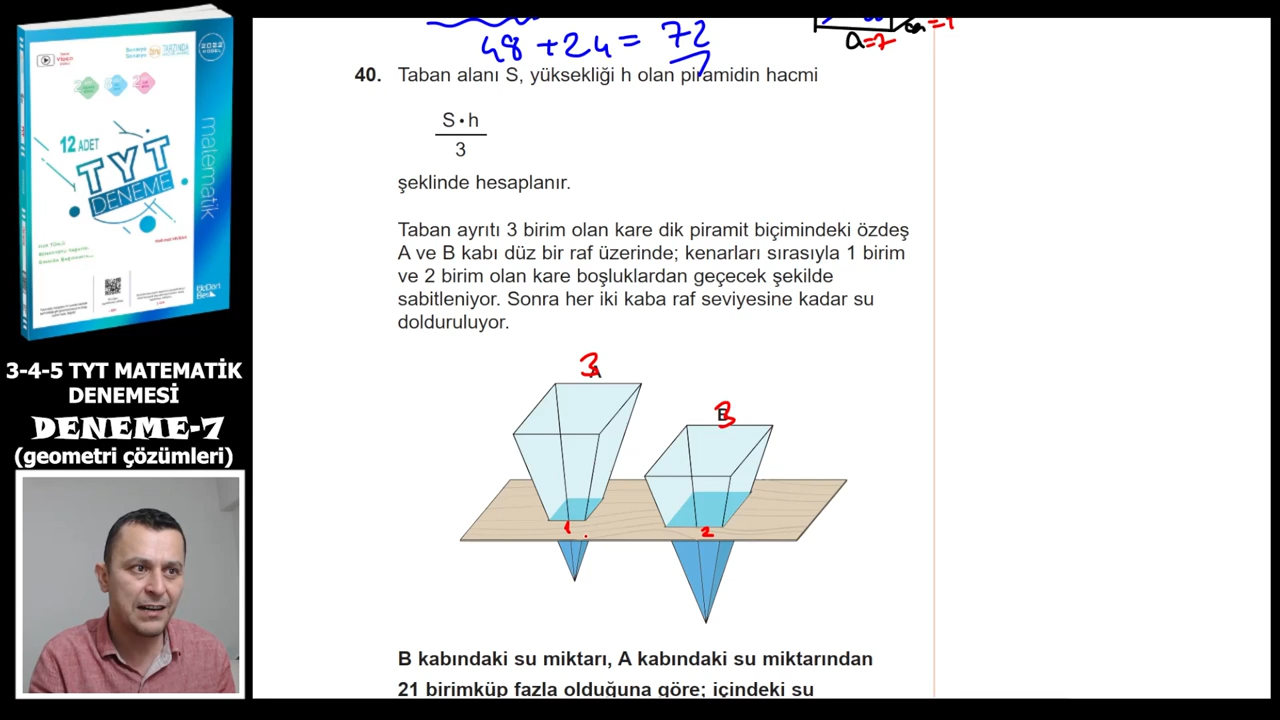 48 + 24 = 72
a=7
40. Taban alanı S, yüksekliği h olan piramidin hacmi
S • h
3
şeklinde hesaplanır.
Taban ayrıtı 3 birim olan kare dik piramit biçimindeki özdeş
A ve B kabı düz bir raf üzerinde; kenarları sırasıyla 1 birim
ve 2 birim olan kare boşluklardan geçecek şekilde
sabitleniyor. Sonra her iki kaba raf seviyesine kadar su
dolduruluyor.
3
A
3
B
1
2
B kabındaki su miktarı, A kabındaki su miktarından
21 birimküp fazla olduğuna göre; içindeki su
TARZINDA
2022
12 ADET
TYT
DENEME
matematik
3-4-5 TYT MATEMATİK
DENEMESİ
DENEME-7
(geometri çözümleri)